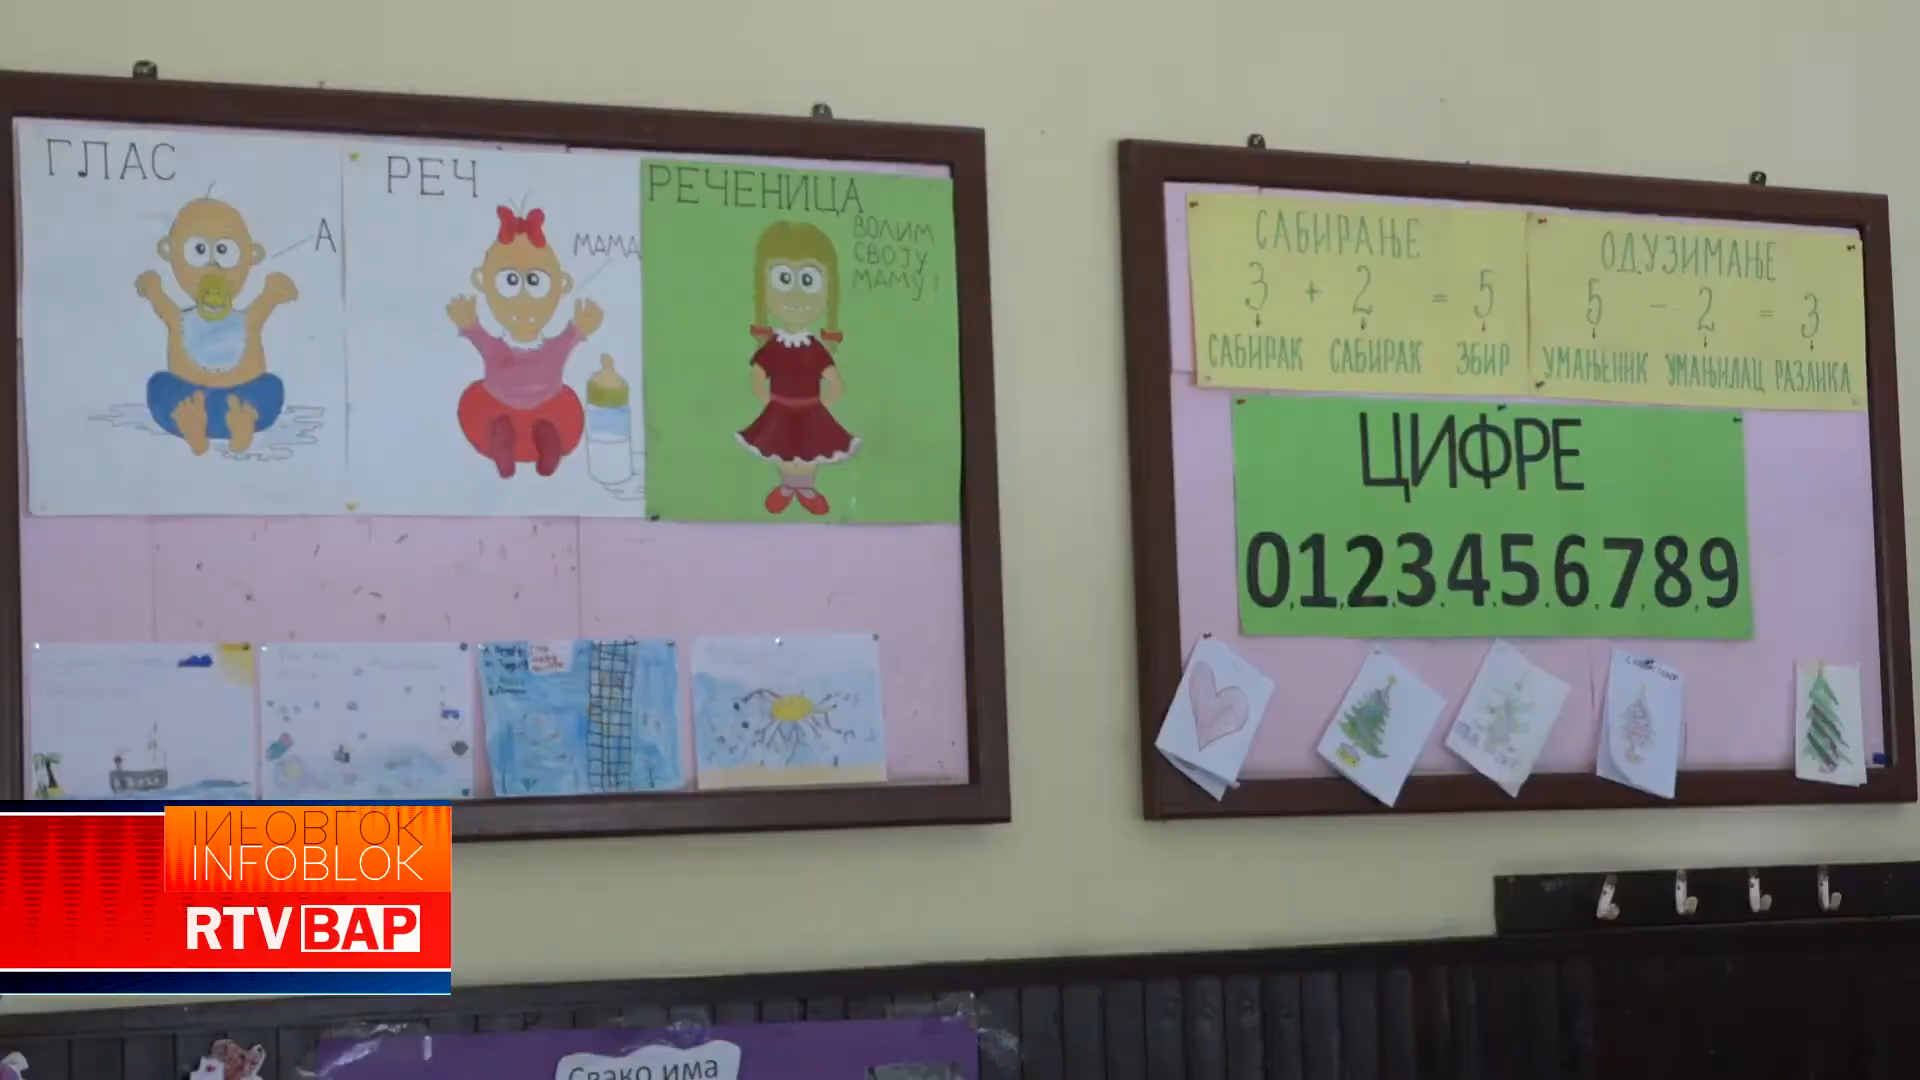 ГЛАС
А
РЕЧ
МАМА
РЕЧЕНИЦА
ВОЛИМ
СВОЈУ
МАМУ!
САБИРАЊЕ
3 + 2 = 5
САБИРАК САБИРАК ЗБИР
ОДУЗИМАЊЕ
5 - 2 = 3
УМАЊЕНИК УМАЊИЛАЦ РАЗЛИКА
ЦИФРЕ
0,1,2,3,4,5,6,7,8,9
INFOBLOK
INFOBLOK
RTV BAP
Свако има